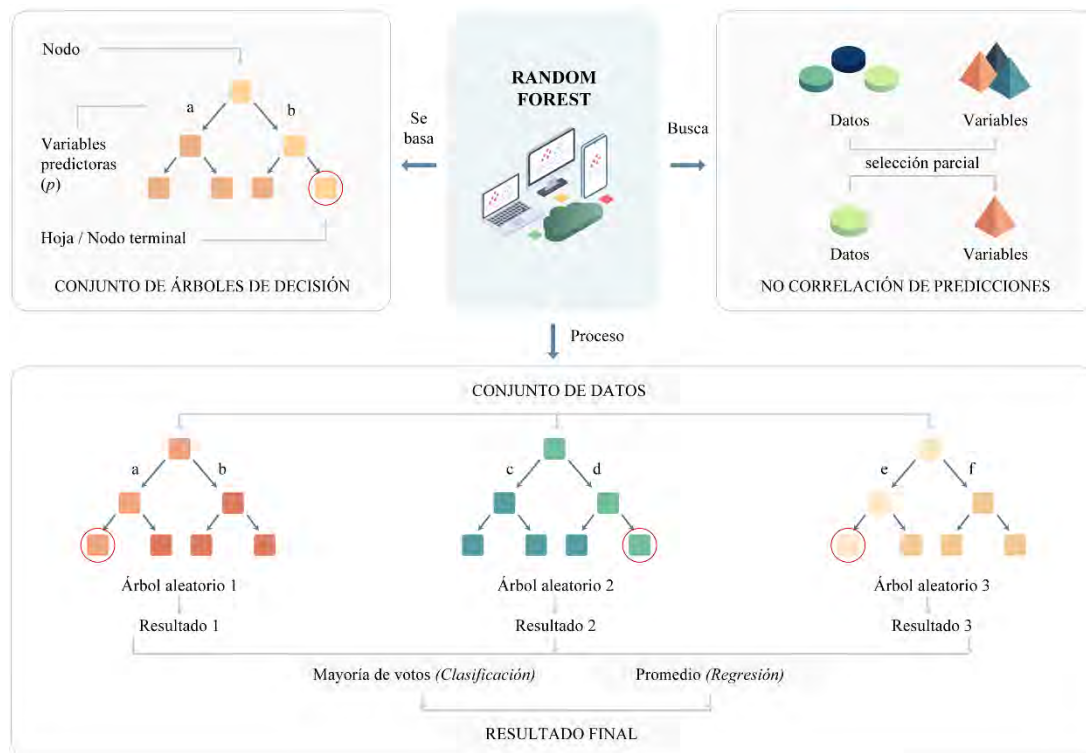 Nodo
a
b
Variables
predictoras
(p)
Hoja / Nodo terminal
CONJUNTO DE ÁRBOLES DE DECISIÓN
Se
basa
RANDOM
FOREST
Busca
Datos
Variables
selección parcial
Datos
Variables
NO CORRELACIÓN DE PREDICCIONES
Proceso
CONJUNTO DE DATOS
a
b
c
d
e
f
Árbol aleatorio 1
Árbol aleatorio 2
Árbol aleatorio 3
Resultado 1
Resultado 2
Resultado 3
Mayoría de votos (Clasificación)
Promedio (Regresión)
RESULTADO FINAL